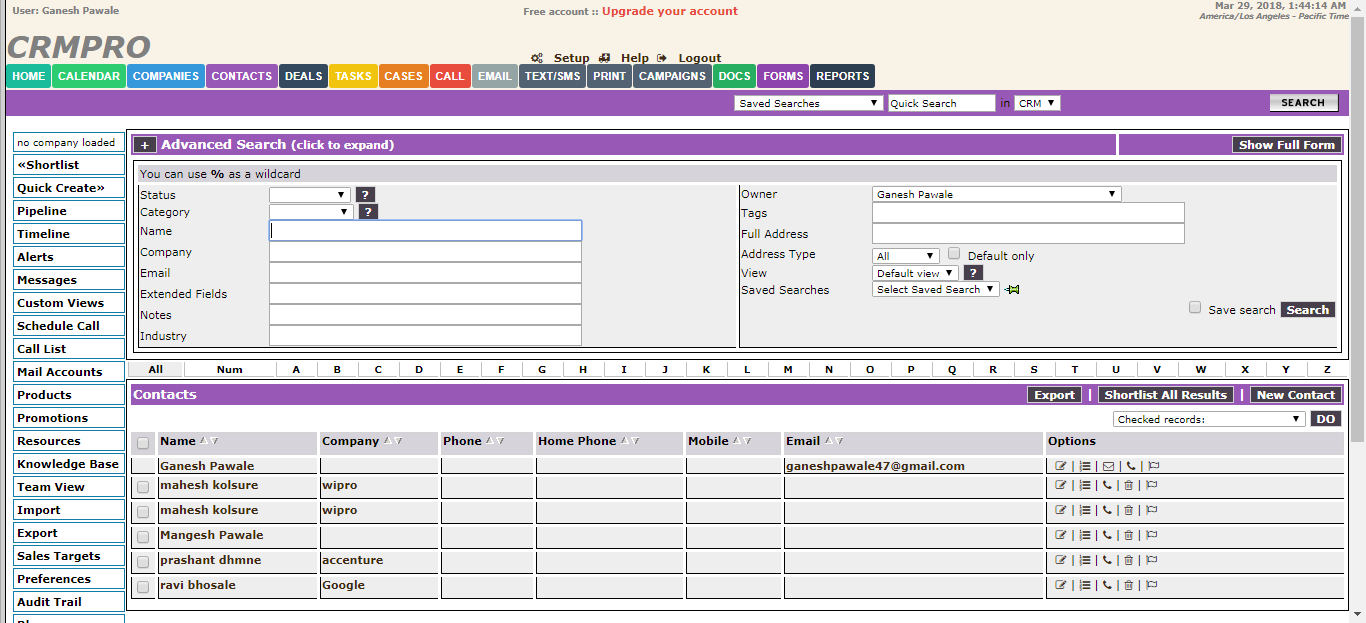 User: Ganesh Pawale
Free account :: Upgrade your account
Mar 29, 2018, 1:44:14 AM
America/Los Angeles - Pacific Time
CRMPRO
Setup Help Logout
HOME CALENDAR COMPANIES CONTACTS DEALS TASKS CASES CALL EMAIL TEXT/SMS PRINT CAMPAIGNS DOCS FORMS REPORTS
Saved Searches Quick Search in CRM SEARCH
no company loaded
«Shortlist
Quick Create»
Pipeline
Timeline
Alerts
Messages
Custom Views
Schedule Call
Call List
Mail Accounts
Products
Promotions
Resources
Knowledge Base
Team View
Import
Export
Sales Targets
Preferences
Audit Trail
+ Advanced Search (click to expand) Show Full Form
You can use % as a wildcard
Status ?
Category ?
Name
Company
Email
Extended Fields
Notes
Industry
Owner Ganesh Pawale
Tags
Full Address
Address Type All Default only
View Default view ?
Saved Searches Select Saved Search
Save search Search
All Num A B C D E F G H I J K L M N O P Q R S T U V W X Y Z
Contacts Export | Shortlist All Results | New Contact
Checked records: DO
Name Company Phone Home Phone Mobile Email Options
Ganesh Pawale ganeshpawale47@gmail.com | | | |
mahesh kolsure wipro | | | |
mahesh kolsure wipro | | | |
Mangesh Pawale | | | |
prashant dhmne accenture | | | |
ravi bhosale Google | | | |